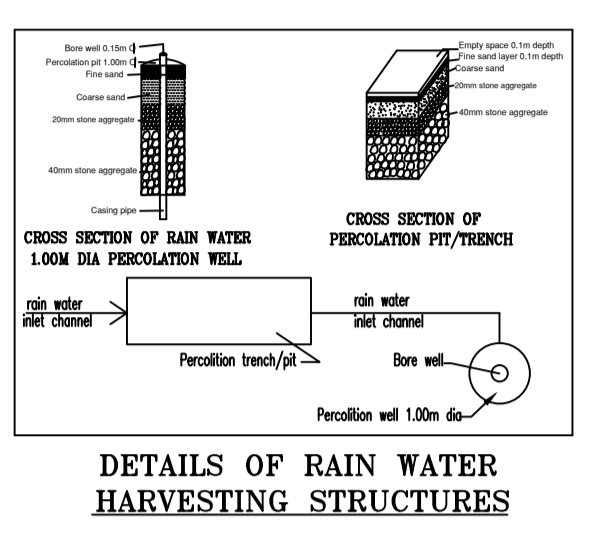 Bore well 0.15m
Percolation pit 1.00m
Fine sand
Coarse sand
20mm stone aggregate
40mm stone aggregate
Casing pipe
CROSS SECTION OF RAIN WATER
1.00M DIA PERCOLATION WELL
Empty space 0.1m depth
Fine sand layer 0.1m depth
Coarse sand
20mm stone aggregate
40mm stone aggregate
CROSS SECTION OF
PERCOLATION PIT/TRENCH
rain water
inlet channel
Percolition trench/pit
rain water
inlet channel
Bore well
Percolition well 1.00m dia
DETAILS OF RAIN WATER
HARVESTING STRUCTURES